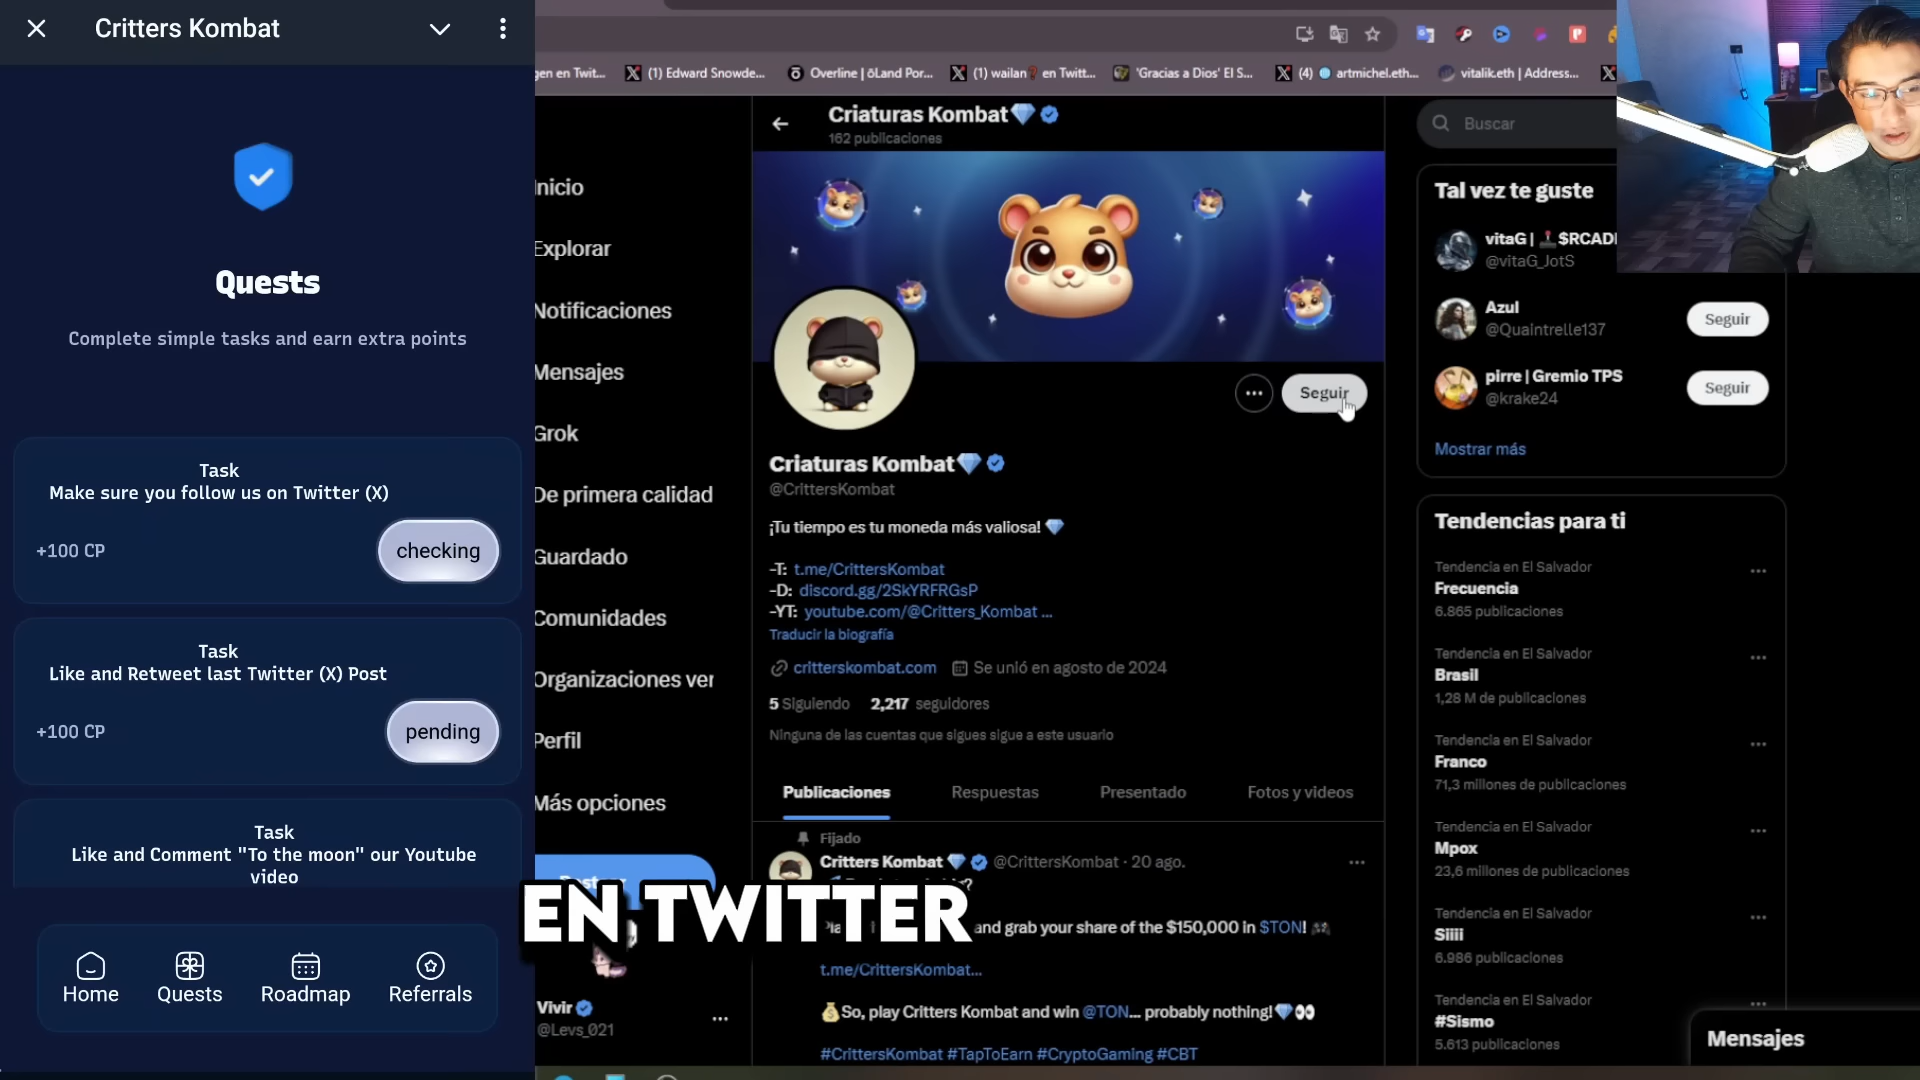 Critters Kombat
Quests
Complete simple tasks and earn extra points
Task
Make sure you follow us on Twitter (X)
+100 CP
checking
Task
Like and Retweet last Twitter (X) Post
+100 CP
pending
Task
Like and Comment "To the moon" our Youtube
video
Home
Quests
Roadmap
Referrals
gen en Twit...
(1) Edward Snowde...
Overline | ōLand Por...
(1) wailan❓ en Twitt...
'Gracias a Dios' El S...
(4) artmichel.eth...
vitalik.eth | Address...
Inicio
Explorar
Notificaciones
Mensajes
Grok
De primera calidad
Guardado
Comunidades
Organizaciones ver
Perfil
Más opciones
Vivir
@Levs_021
Criaturas Kombat💎
162 publicaciones
Seguir
Criaturas Kombat💎
@CrittersKombat
¡Tu tiempo es tu moneda más valiosa! 💎
-T: t.me/CrittersKombat
-D: discord.gg/2SkYRFRGsP
-YT: youtube.com/@Critters_Kombat ...
Traducir la biografía
critterskombat.com Se unió en agosto de 2024
5 Siguiendo 2,217 seguidores
Ninguna de las cuentas que sigues sigue a este usuario
Publicaciones
Respuestas
Presentado
Fotos y videos
Fijado
Critters Kombat 💎 @CrittersKombat · 20 ago.
and grab your share of the $150,000 in $TON! 🎮
t.me/CrittersKombat...
💰So, play Critters Kombat and win @TON... probably nothing!💎👀
#CrittersKombat #TapToEarn #CryptoGaming #CBT
EN TWITTER
Buscar
Tal vez te guste
vitaG | 🕹️$RCADI
@vitaG_JotS
Azul
@Quaintrelle137
Seguir
pirre | Gremio TPS
@krake24
Seguir
Mostrar más
Tendencias para ti
Tendencia en El Salvador
Frecuencia
6.865 publicaciones
Tendencia en El Salvador
Brasil
1,28 M de publicaciones
Tendencia en El Salvador
Franco
71,3 millones de publicaciones
Tendencia en El Salvador
Mpox
23,6 millones de publicaciones
Tendencia en El Salvador
Siiii
6.986 publicaciones
Tendencia en El Salvador
#Sismo
5.613 publicaciones
Mensajes